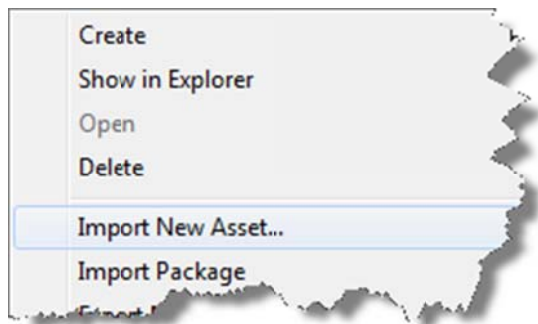 Create
Show in Explorer
Open
Delete
Import New Asset...
Import Package